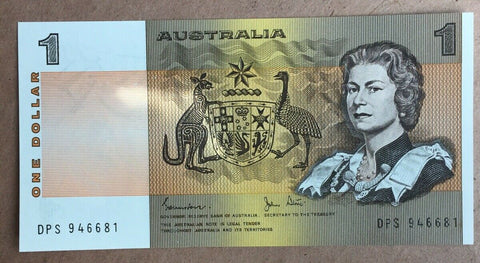 1
AUSTRALIA
1
ONE DOLLAR
GOVERNOR RESERVE BANK OF AUSTRALIA. SECRETARY TO THE TREASURY
THIS AUSTRALIAN NOTE IS LEGAL TENDER
THROUGHOUT AUSTRALIA AND ITS TERRITORIES
DPS 946681
DPS 946681